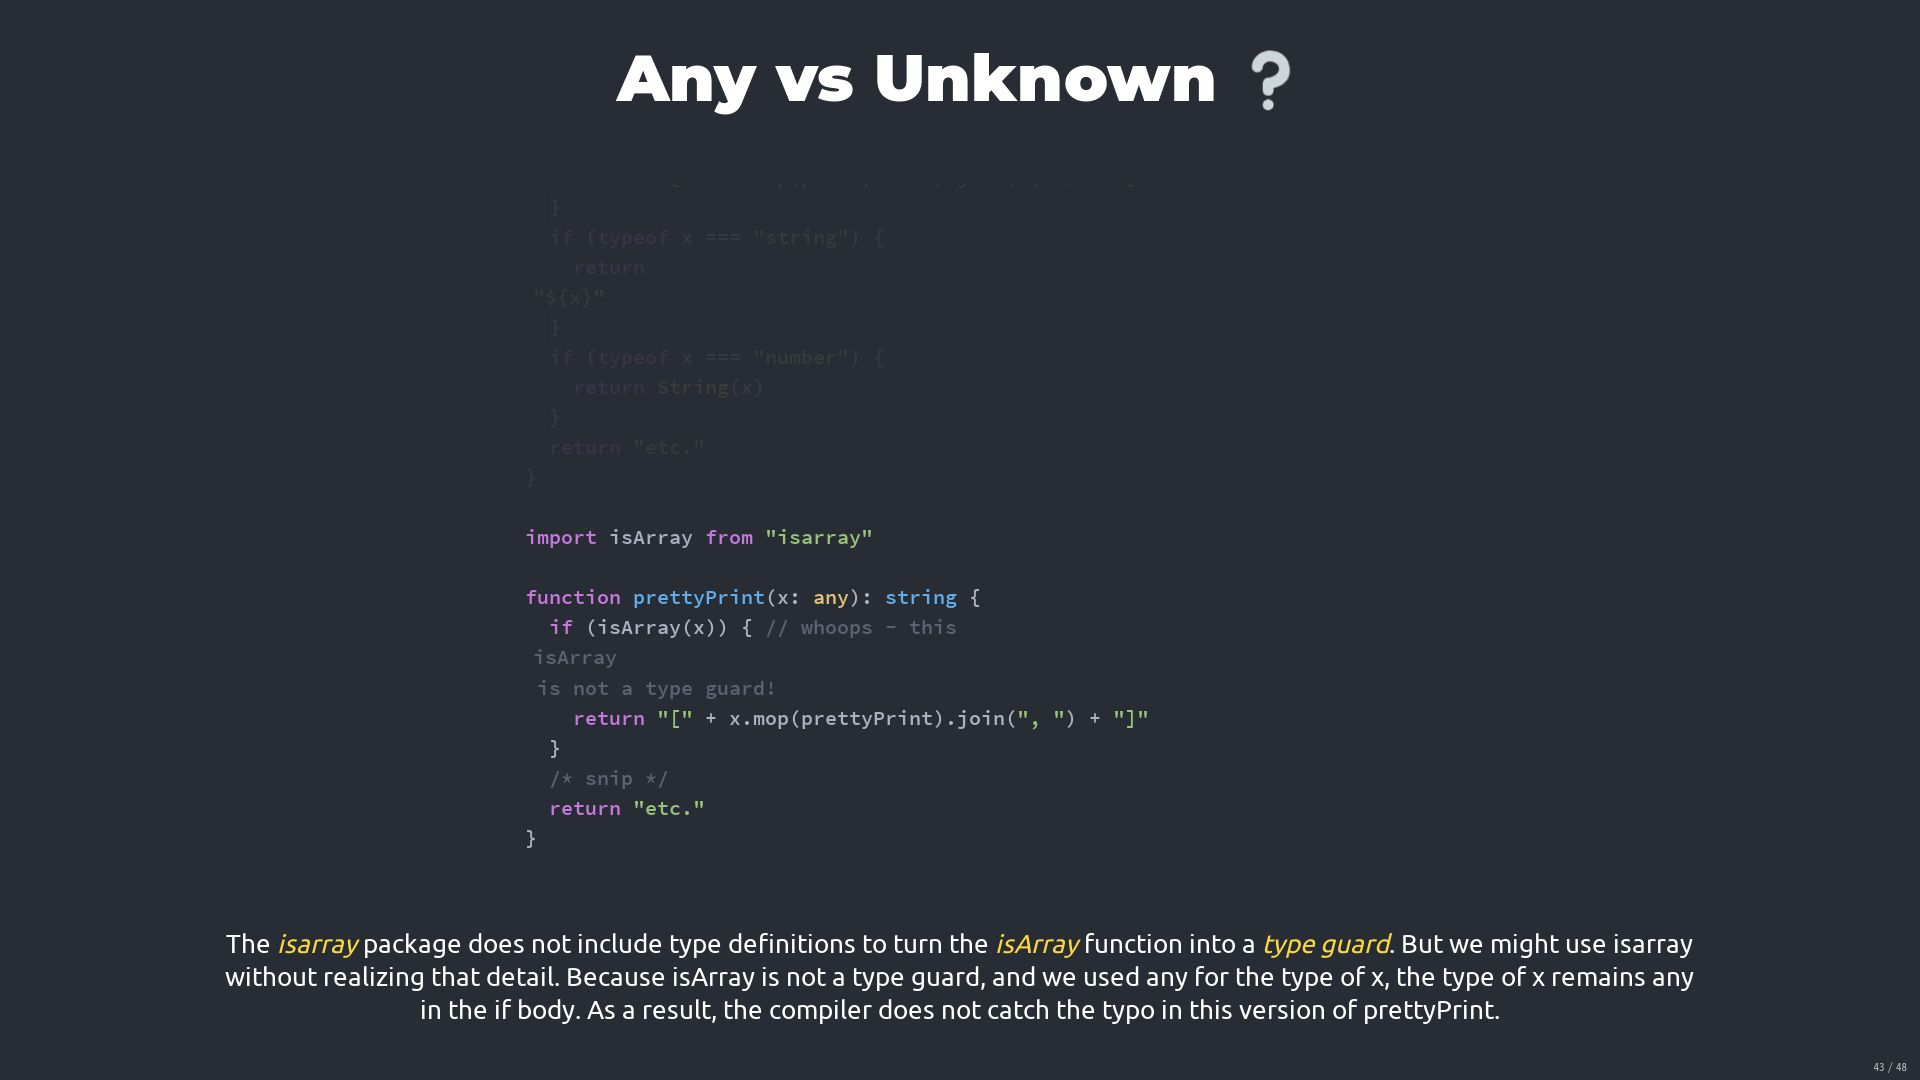 Any vs Unknown ❔
}
if (typeof x === "string") {
return
"${x}"
}
if (typeof x === "number") {
return String(x)
}
return "etc."
}
import isArray from "isarray"
function prettyPrint(x: any): string {
if (isArray(x)) { // whoops - this
isArray
is not a type guard!
return "[" + x.mop(prettyPrint).join(", ") + "]"
}
/* snip */
return "etc."
}
The isarray package does not include type definitions to turn the isArray function into a type guard. But we might use isarray
without realizing that detail. Because isArray is not a type guard, and we used any for the type of x, the type of x remains any
in the if body. As a result, the compiler does not catch the typo in this version of prettyPrint.
43 / 48